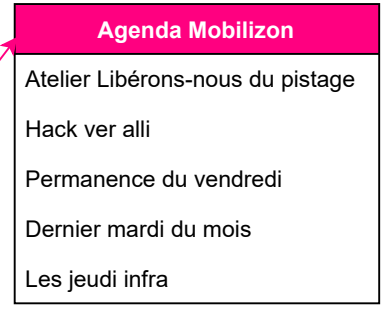 Agenda Mobilizon
Atelier Libérons-nous du pistage
Hack ver alli
Permanence du vendredi
Dernier mardi du mois
Les jeudi infra